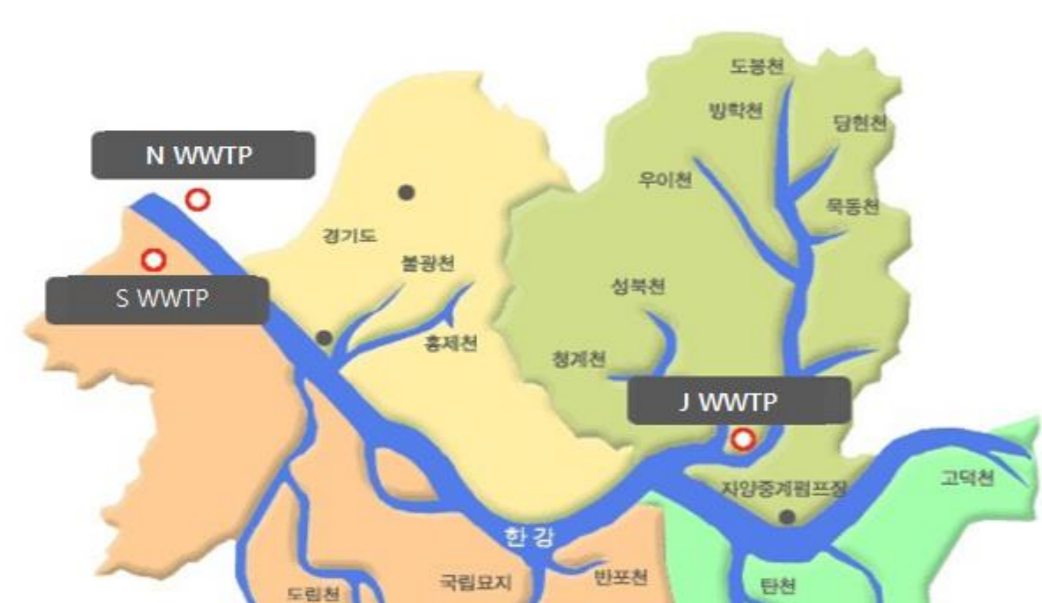 도봉천
방학천
당현천
N WWTP
우이천
묵동천
경기도
불광천
성북천
S WWTP
홍제천
청계천
J WWTP
고덕천
자양중계펌프장
한강
국립묘지
반포천
탄천
도림천